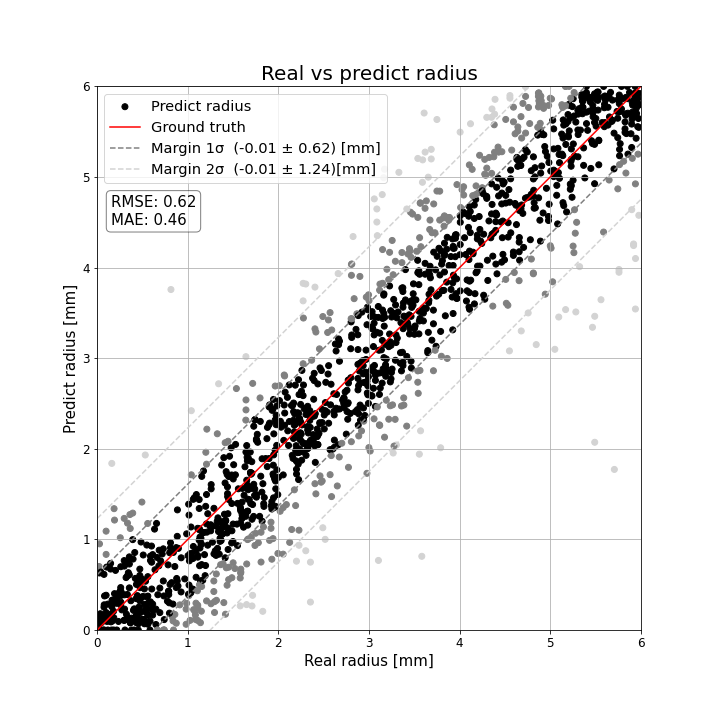 Real vs predict radius
6
Predict radius
Ground truth
Margin 1σ (-0.01 ± 0.62) [mm]
Margin 2σ (-0.01 ± 1.24)[mm]
5
RMSE: 0.62
MAE: 0.46
4
3
2
1
0
Predict radius [mm]
0 1 2 3 4 5 6
Real radius [mm]